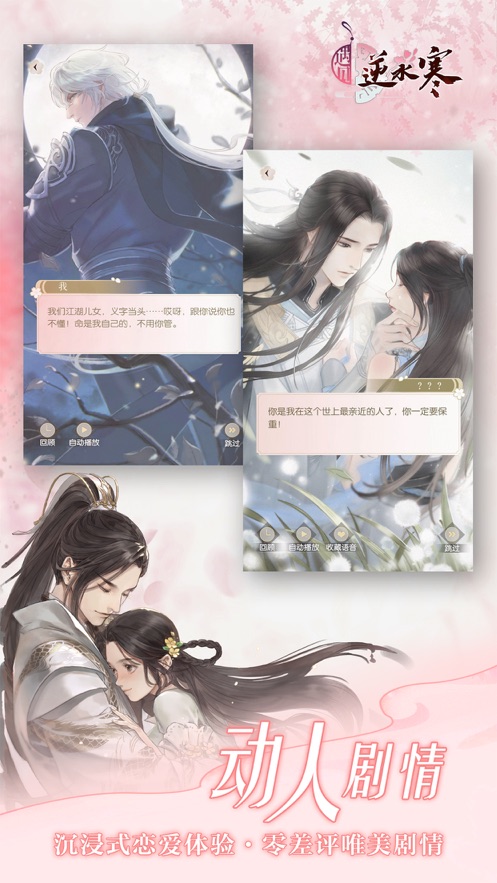 遇见
逆水寒
我
我们江湖儿女，义字当头……哎呀，跟你说你也
不懂！命是我自己的，不用你管。
回顾
自动播放
跳过
？？？
你是我在这个世上最亲近的人了，你一定要保
重！
回顾
自动播放
收藏语音
跳过
动人剧情
沉浸式恋爱体验·零差评唯美剧情